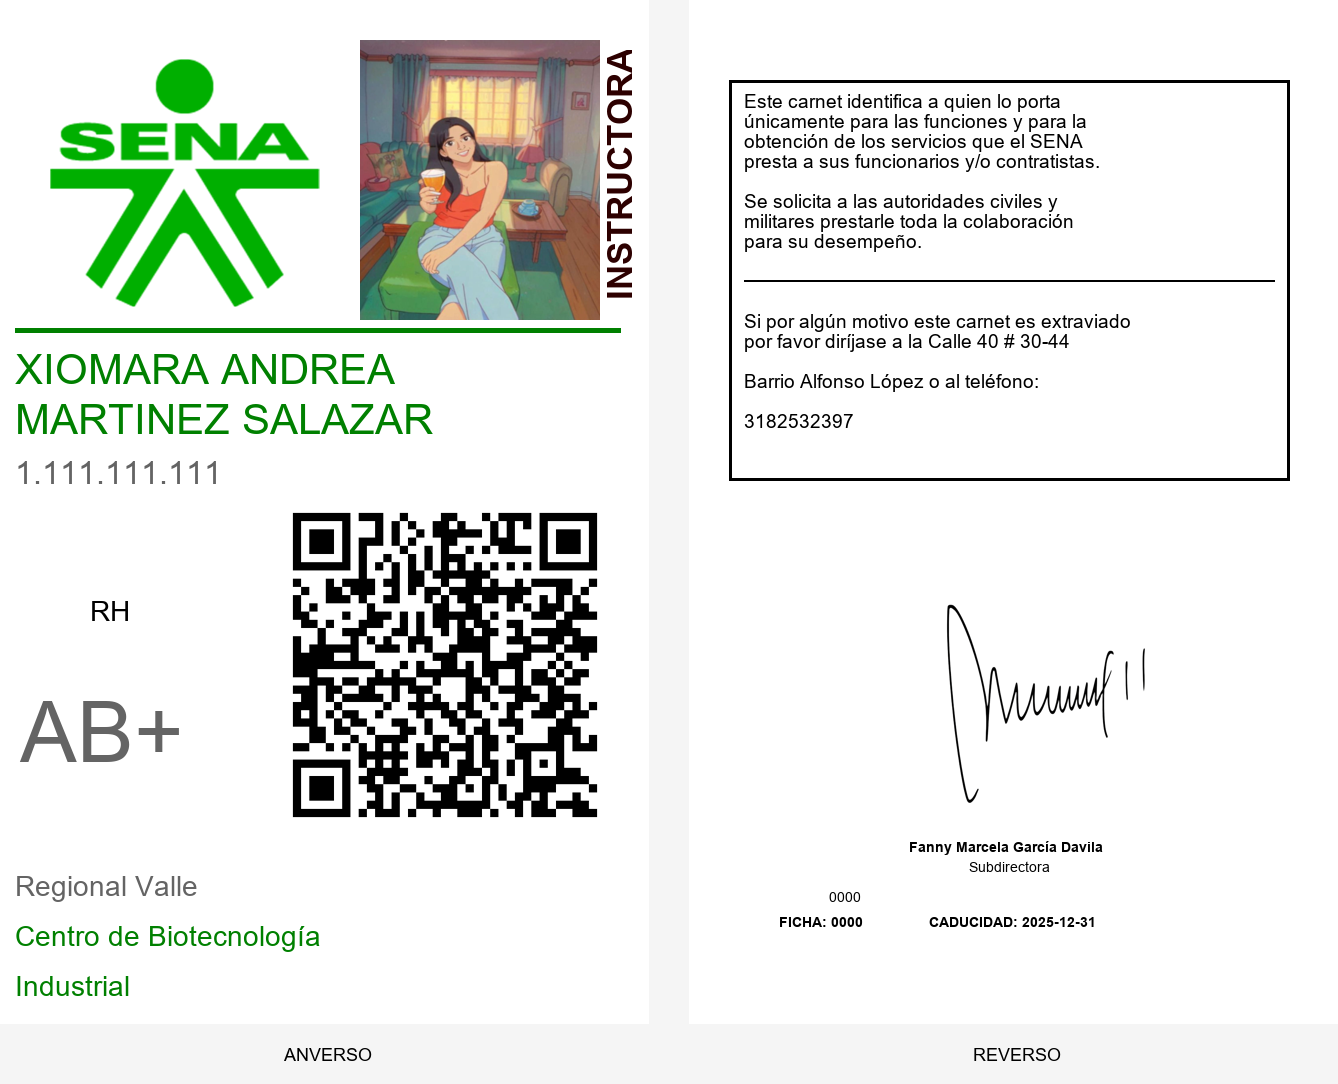 SENA
INSTRUCTORA
XIOMARA ANDREA
MARTINEZ SALAZAR
1.111.111.111
RH
AB+
Regional Valle
Centro de Biotecnología
Industrial
ANVERSO
Este carnet identifica a quien lo porta
únicamente para las funciones y para la
obtención de los servicios que el SENA
presta a sus funcionarios y/o contratistas.
Se solicita a las autoridades civiles y
militares prestarle toda la colaboración
para su desempeño.
Si por algún motivo este carnet es extraviado
por favor diríjase a la Calle 40 # 30-44
Barrio Alfonso López o al teléfono:
3182532397
Fanny Marcela García Davila
Subdirectora
0000
FICHA: 0000 CADUCIDAD: 2025-12-31
REVERSO